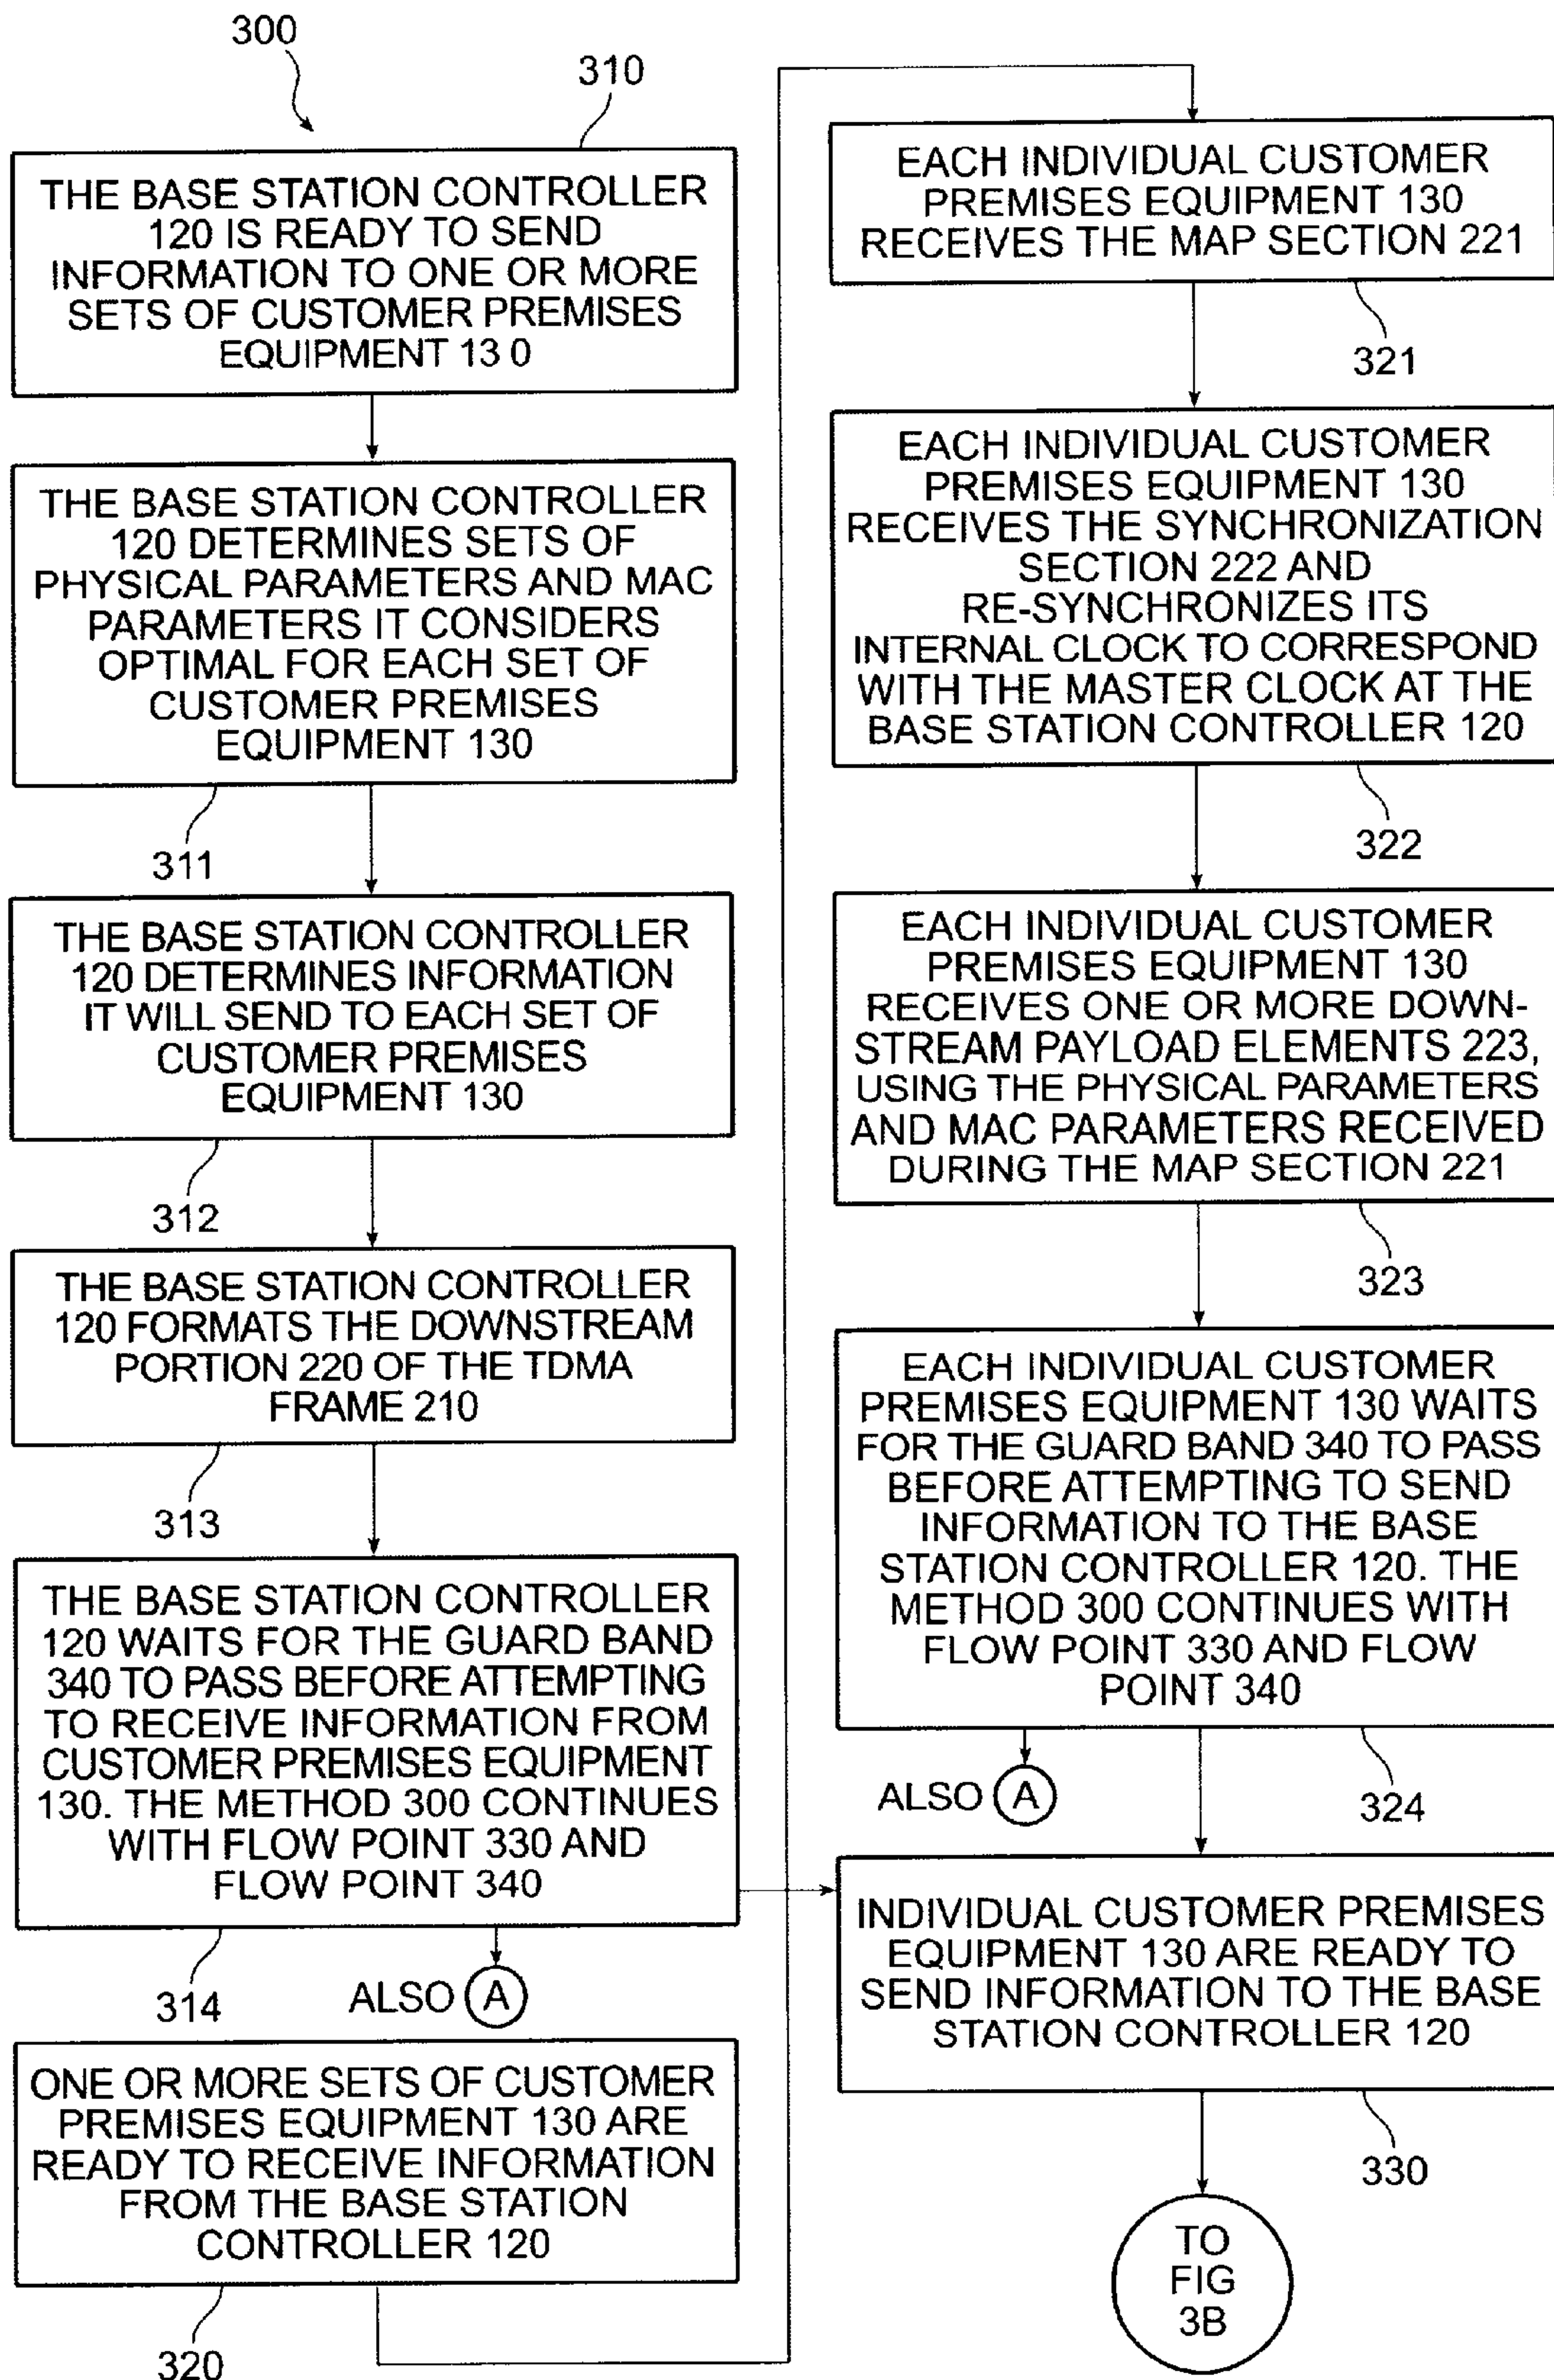 300
310
THE BASE STATION CONTROLLER
120 IS READY TO SEND
INFORMATION TO ONE OR MORE
SETS OF CUSTOMER PREMISES
EQUIPMENT 13 0
THE BASE STATION CONTROLLER
120 DETERMINES SETS OF
PHYSICAL PARAMETERS AND MAC
PARAMETERS IT CONSIDERS
OPTIMAL FOR EACH SET OF
CUSTOMER PREMISES
EQUIPMENT 130
311
THE BASE STATION CONTROLLER
120 DETERMINES INFORMATION
IT WILL SEND TO EACH SET OF
CUSTOMER PREMISES
EQUIPMENT 130
312
THE BASE STATION CONTROLLER
120 FORMATS THE DOWNSTREAM
PORTION 220 OF THE TDMA
FRAME 210
313
THE BASE STATION CONTROLLER
120 WAITS FOR THE GUARD BAND
340 TO PASS BEFORE ATTEMPTING
TO RECEIVE INFORMATION FROM
CUSTOMER PREMISES EQUIPMENT
130. THE METHOD 300 CONTINUES
WITH FLOW POINT 330 AND
FLOW POINT 340
314
ALSO A
ONE OR MORE SETS OF CUSTOMER
PREMISES EQUIPMENT 130 ARE
READY TO RECEIVE INFORMATION
FROM THE BASE STATION
CONTROLLER 120
320
EACH INDIVIDUAL CUSTOMER
PREMISES EQUIPMENT 130
RECEIVES THE MAP SECTION 221
321
EACH INDIVIDUAL CUSTOMER
PREMISES EQUIPMENT 130
RECEIVES THE SYNCHRONIZATION
SECTION 222 AND
RE-SYNCHRONIZES ITS
INTERNAL CLOCK TO CORRESPOND
WITH THE MASTER CLOCK AT THE
BASE STATION CONTROLLER 120
322
EACH INDIVIDUAL CUSTOMER
PREMISES EQUIPMENT 130
RECEIVES ONE OR MORE DOWN-
STREAM PAYLOAD ELEMENTS 223,
USING THE PHYSICAL PARAMETERS
AND MAC PARAMETERS RECEIVED
DURING THE MAP SECTION 221
323
EACH INDIVIDUAL CUSTOMER
PREMISES EQUIPMENT 130 WAITS
FOR THE GUARD BAND 340 TO PASS
BEFORE ATTEMPTING TO SEND
INFORMATION TO THE BASE
STATION CONTROLLER 120. THE
METHOD 300 CONTINUES WITH
FLOW POINT 330 AND FLOW
POINT 340
ALSO A
324
INDIVIDUAL CUSTOMER PREMISES
EQUIPMENT 130 ARE READY TO
SEND INFORMATION TO THE BASE
STATION CONTROLLER 120
330
TO
FIG
3B